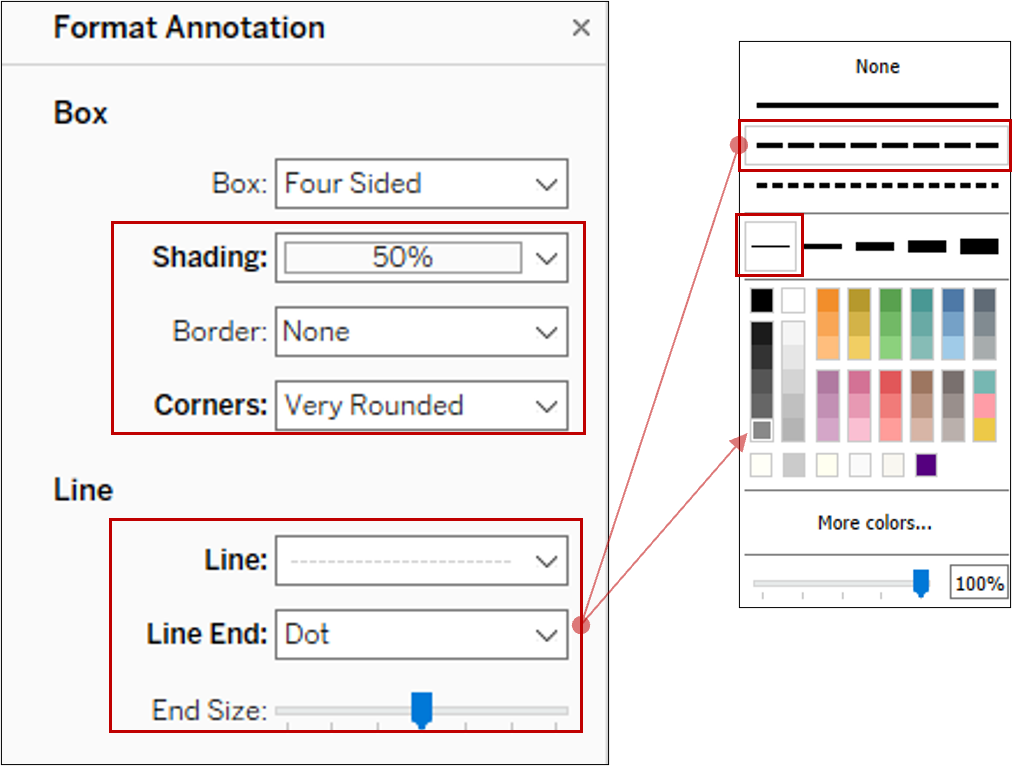 Format Annotation ×
Box
Box: Four Sided
Shading: 50%
Border: None
Corners: Very Rounded
Line
Line:
Line End: Dot
End Size:
None
More colors...
100%